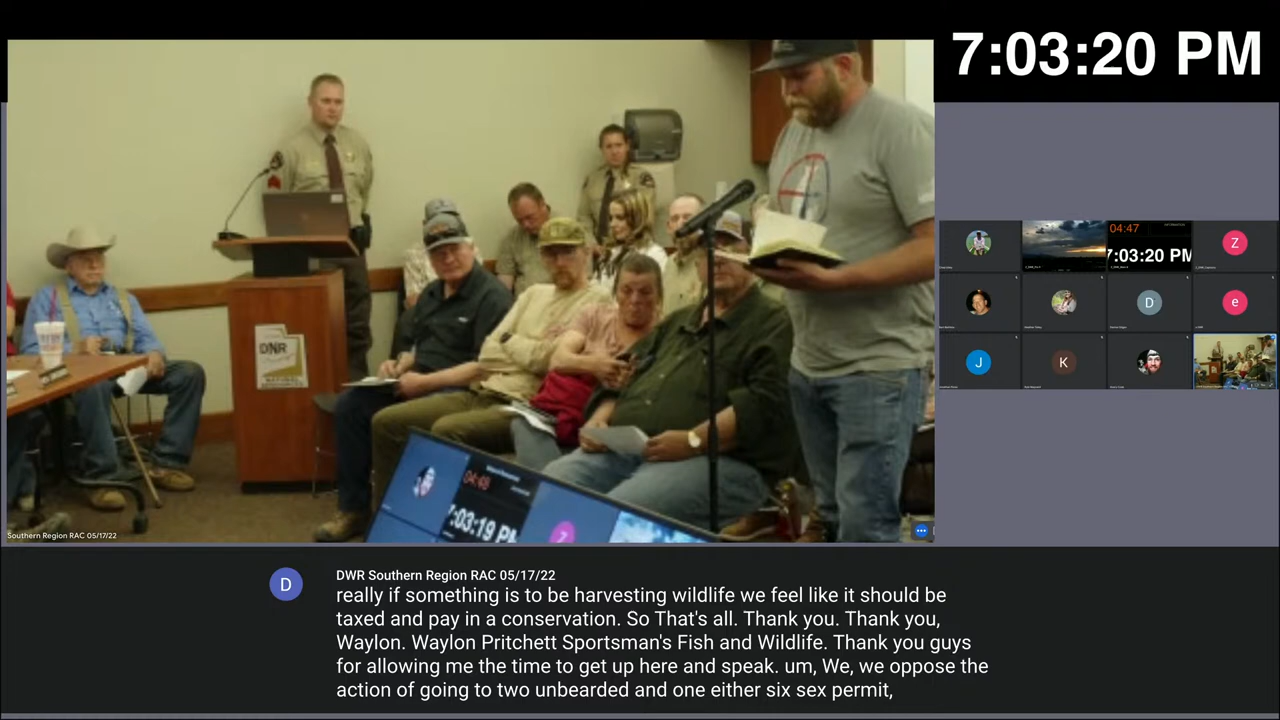 7:03:20 PM
DNR
04:48
7:03:19 PM
Southern Region RAC 05/17/22
04:47
7:03:20 PM
Z
D
e
J
K
D
DWR Southern Region RAC 05/17/22
really if something is to be harvesting wildlife we feel like it should be
taxed and pay in a conservation. So That's all. Thank you. Thank you,
Waylon. Waylon Pritchett Sportsman's Fish and Wildlife. Thank you guys
for allowing me the time to get up here and speak. um, We, we oppose the
action of going to two unbearded and one either six sex permit,